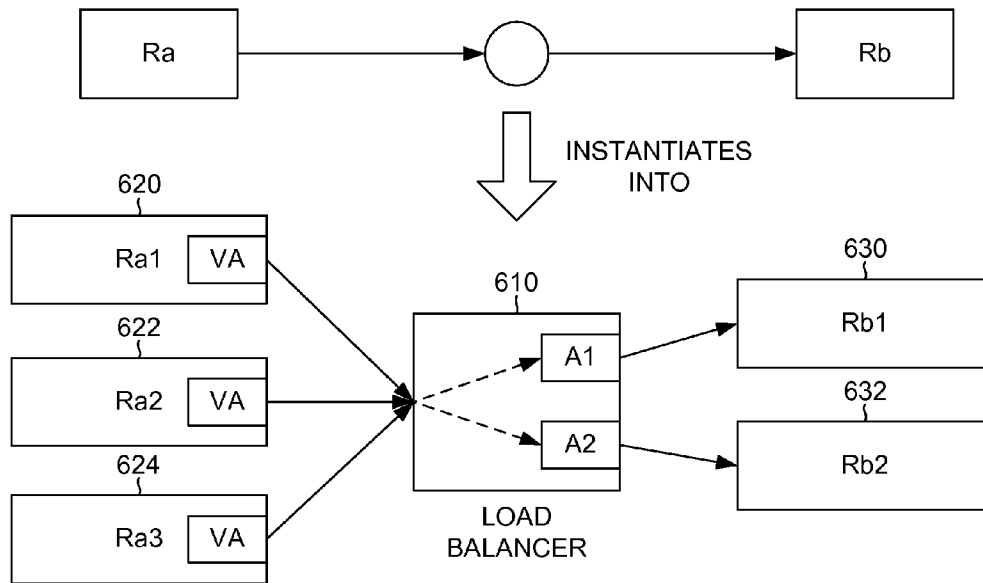 Ra
Rb
INSTANTIATES
INTO
620
Ra1
VA
622
Ra2
VA
624
Ra3
VA
610
A1
A2
LOAD
BALANCER
630
Rb1
632
Rb2